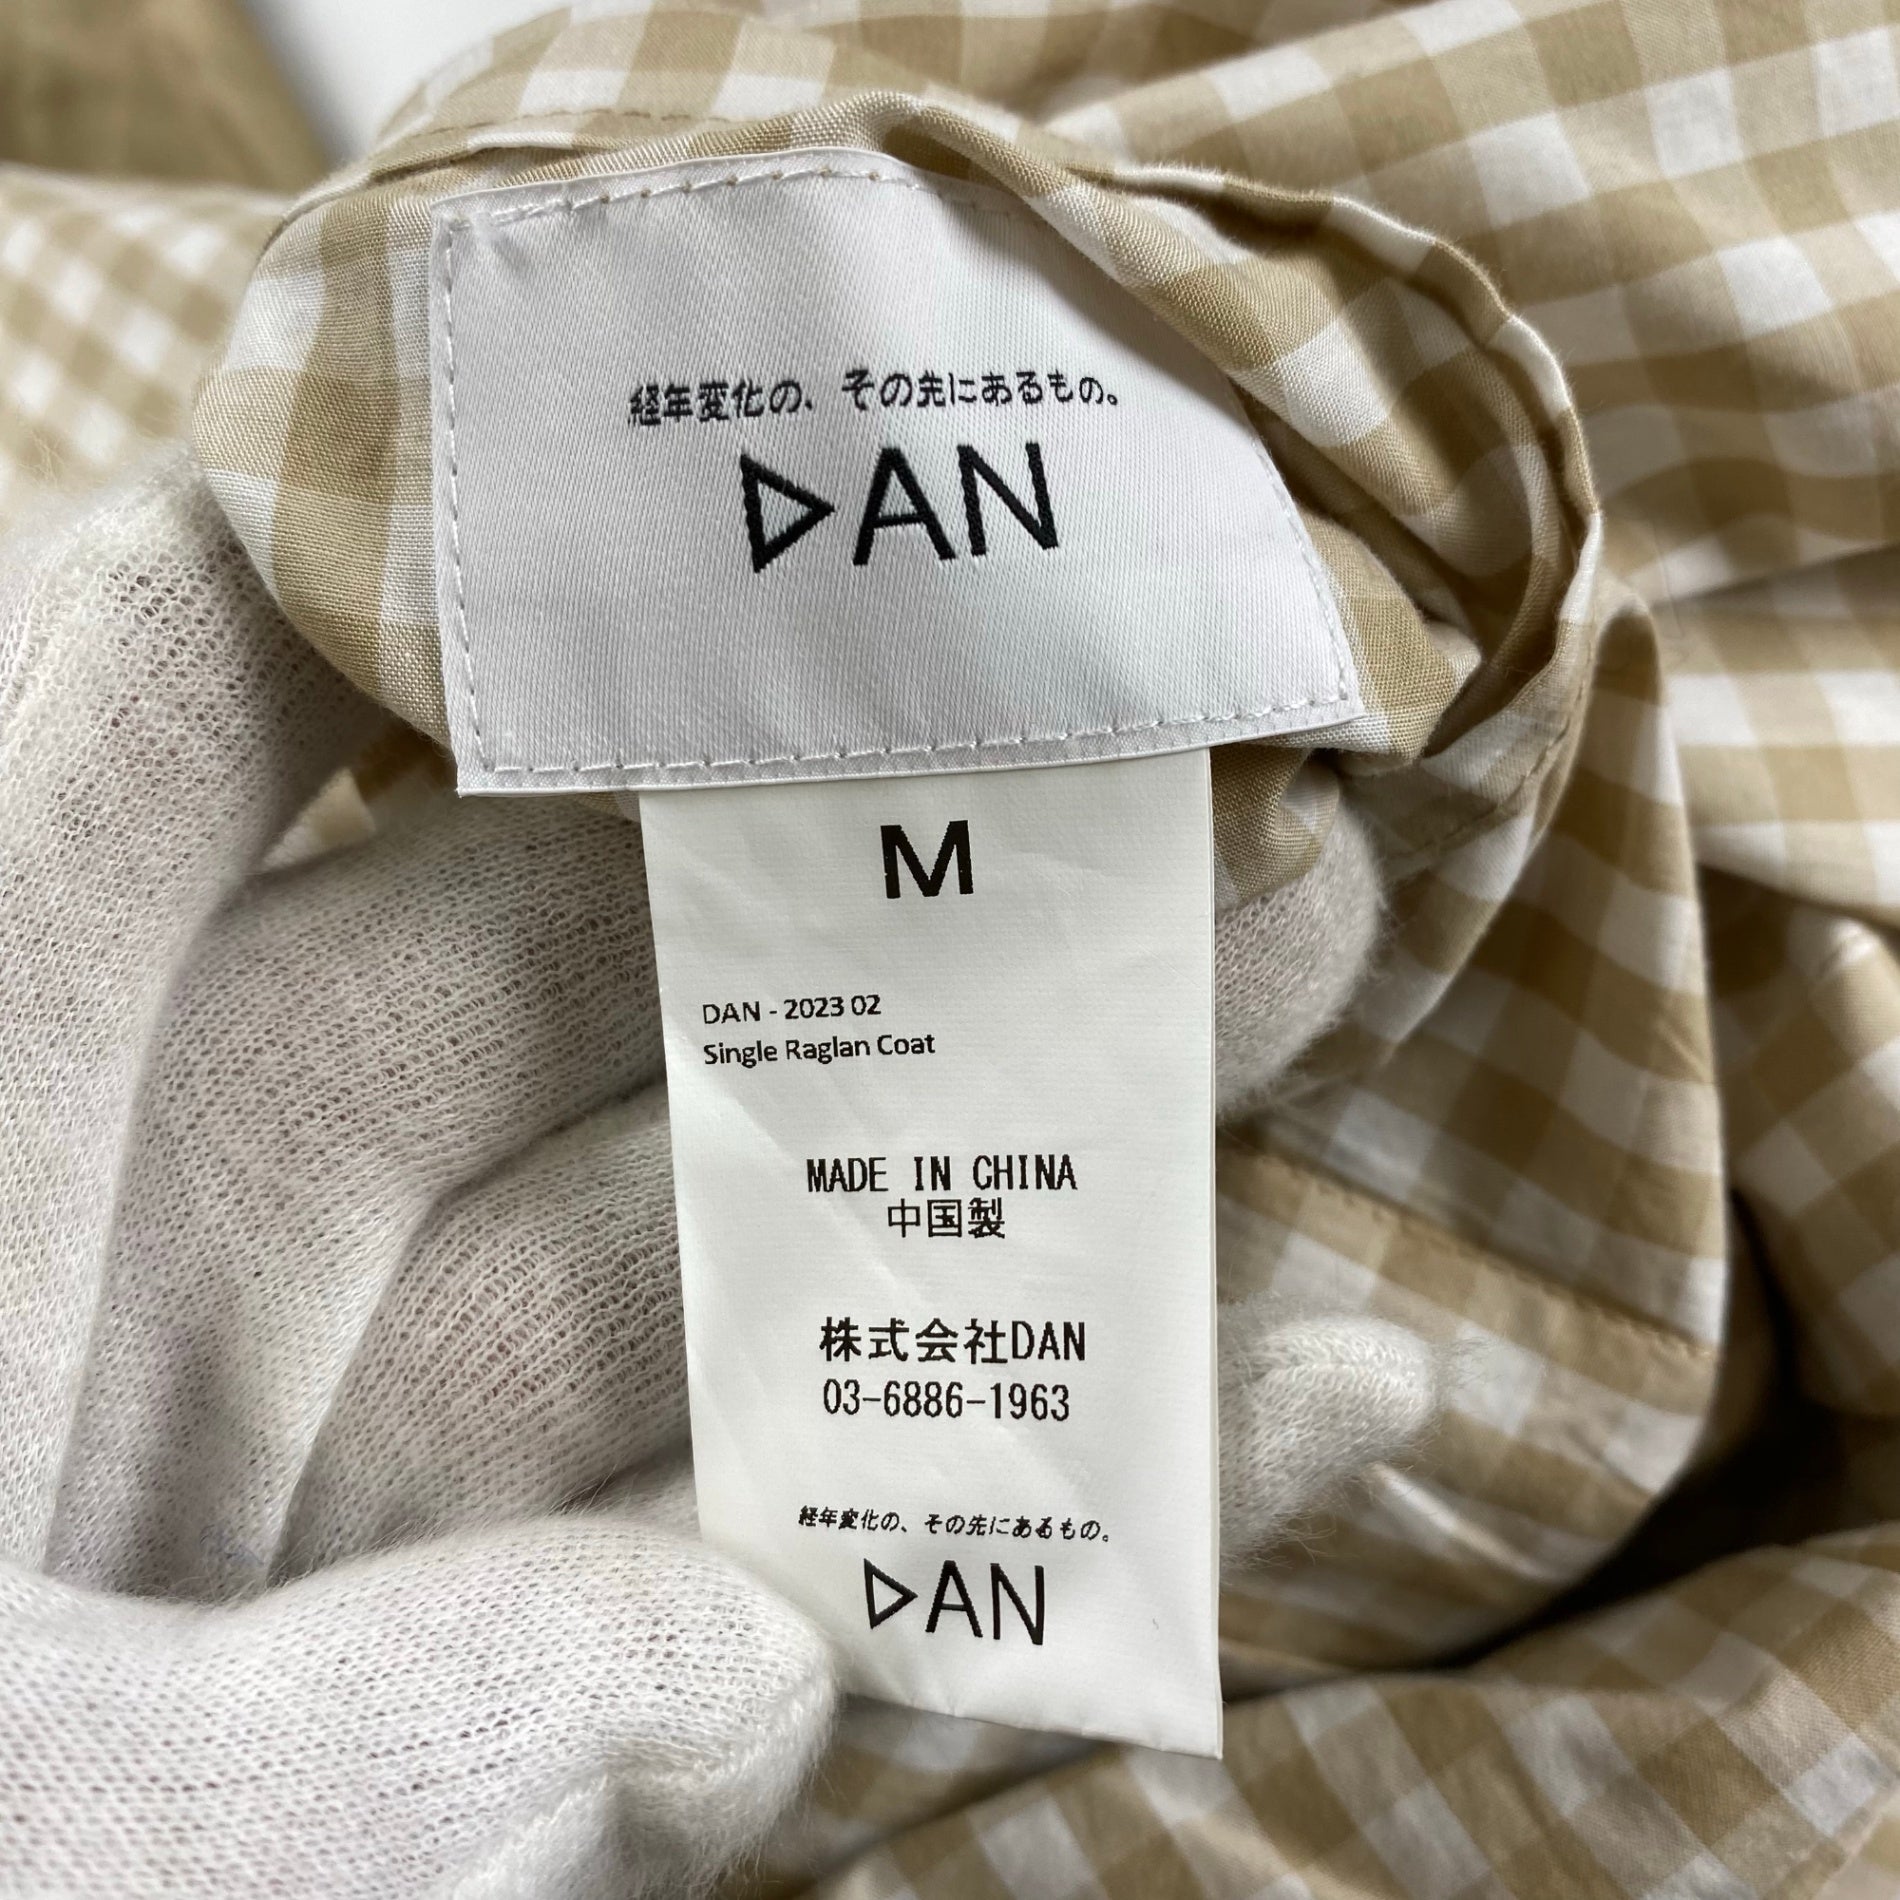 経年変化の、その先にあるもの。
DAN
M
DAN - 2023 02
Single Raglan Coat
MADE IN CHINA
中国製
株式会社DAN
03-6886-1963
経年変化の、その先にあるもの。
DAN